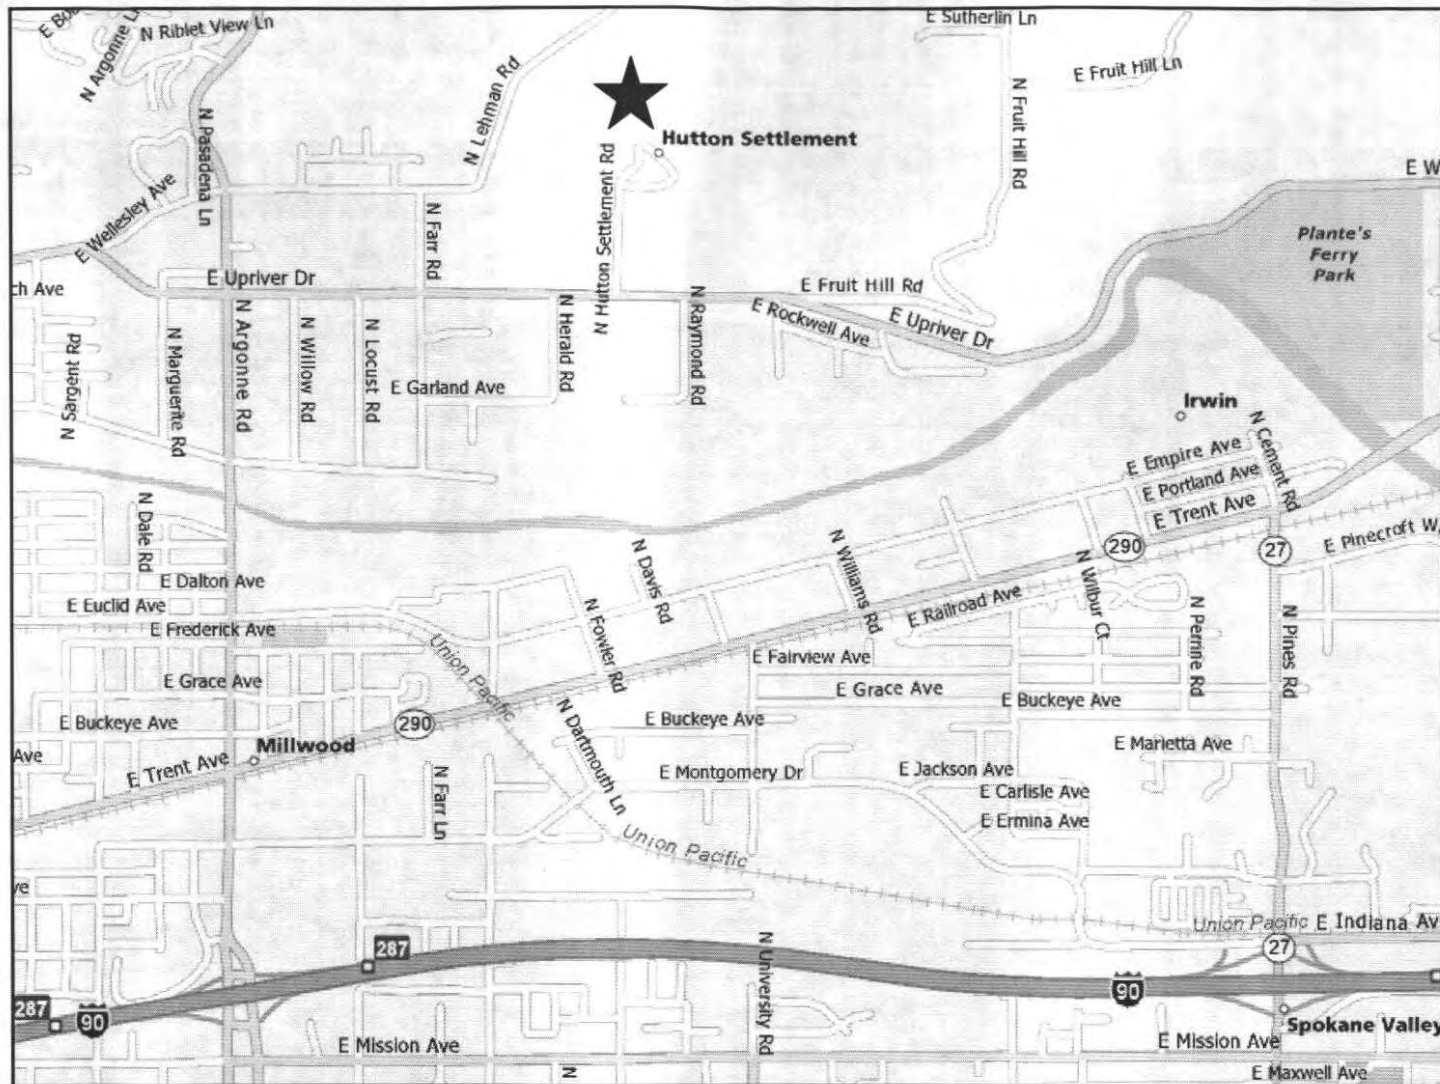 E Sutherlin Ln
N Riblet View Ln
N Argonne Ln
E Fruit Hill Ln
N Lehman Rd
N Fruit Hill Rd
N Pasadena Ln
Hutton Settlement
N Hutton Settlement Rd
E Wellesley Ave
E W
N Farr Rd
Plante's
Ferry
Park
E Upriver Dr
E Fruit Hill Rd
ch Ave
N Herald Rd
N Raymond Rd
E Rockwell Ave
E Upriver Dr
N Sargent Rd
N Marguerite Rd
N Argonne Rd
N Willow Rd
N Locust Rd
E Garland Ave
Irwin
N Cement Rd
E Empire Ave
E Portland Ave
E Trent Ave
N Dale Rd
290
27
E Pinecroft W
N Davis Rd
N Williams Rd
N Wilbur Ct
E Dalton Ave
E Euclid Ave
E Frederick Ave
N Fowler Rd
E Railroad Ave
N Perrine Rd
N Pines Rd
Union Pacific
E Fairview Ave
E Grace Ave
E Grace Ave
E Buckeye Ave
E Buckeye Ave
E Buckeye Ave
290
N Dartmouth Ln
Millwood
Ave
E Trent Ave
E Marietta Ave
N Farr Ln
E Montgomery Dr
E Jackson Ave
E Carlisle Ave
E Ermina Ave
Union Pacific
ve
Union Pacific
E Indiana Av
287
N University Rd
27
90
287
90
Spokane Valley
E Mission Ave
E Mission Ave
N
E Maxwell Ave